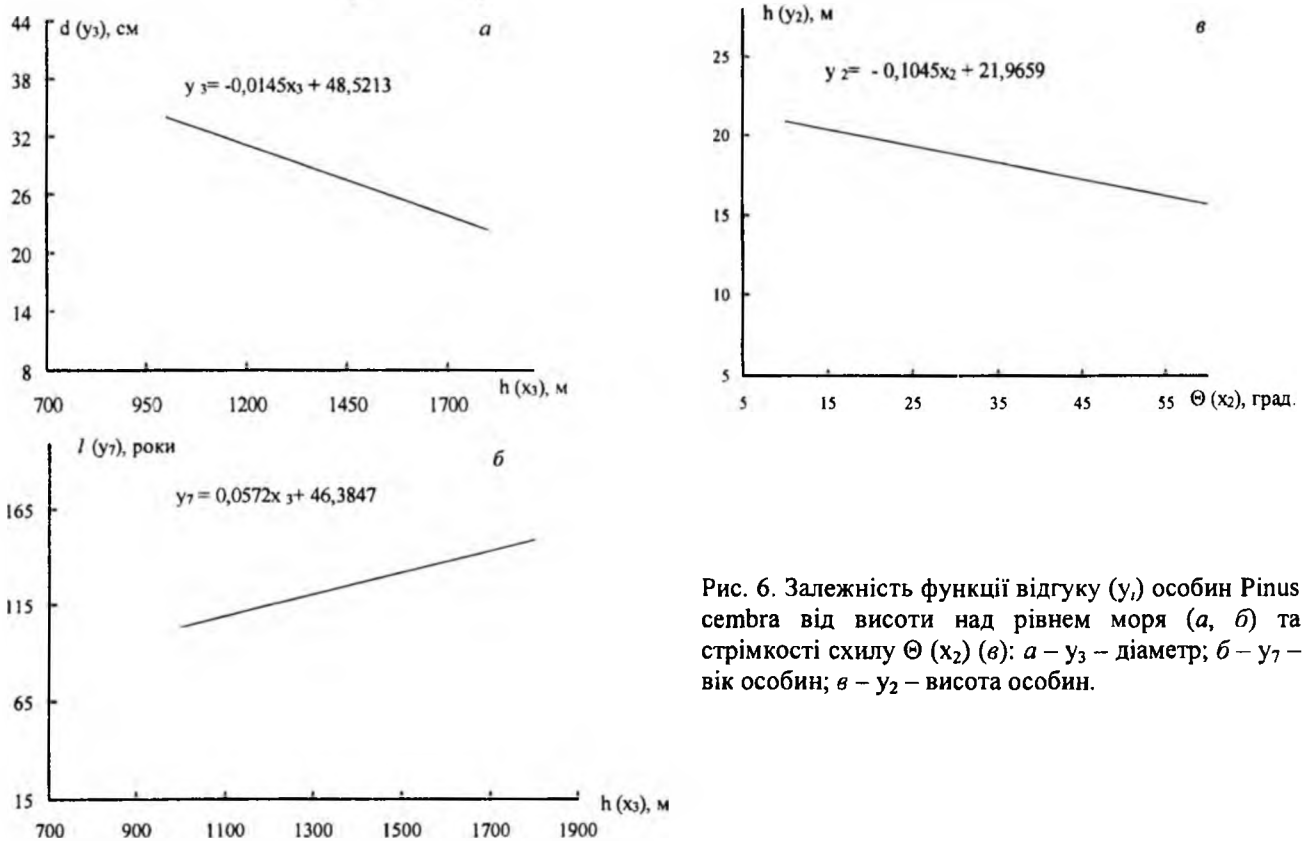 44
d (y₃), см
а
38
y ₃= -0,0145x₃ + 48,5213
32
26
20
14
8
h (x₃), м
700 950 1200 1450 1700
h (y₂), м
в
25
y ₂= - 0,1045x₂ + 21,9659
20
15
10
5
5 15 25 35 45 55 Θ (x₂), град.
l (y₇), роки
б
y₇ = 0,0572x ₃+ 46,3847
165
115
65
15
h (x₃), м
700 900 1100 1300 1500 1700 1900
Рис. 6. Залежність функції відгуку (yᵢ) особин Pinus
cembra від висоти над рівнем моря (а, б) та
стрімкості схилу Θ (x₂) (в): а – y₃ – діаметр; б – y₇ –
вік особин; в – y₂ – висота особин.